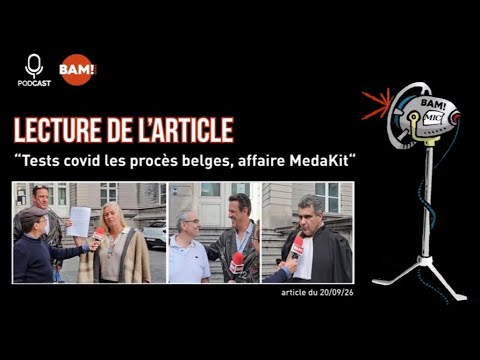 PODCAST
BAM!
LECTURE DE L'ARTICLE
“Tests covid les procès belges, affaire MedaKit“
BAM!
MIC
article du 20/09/26